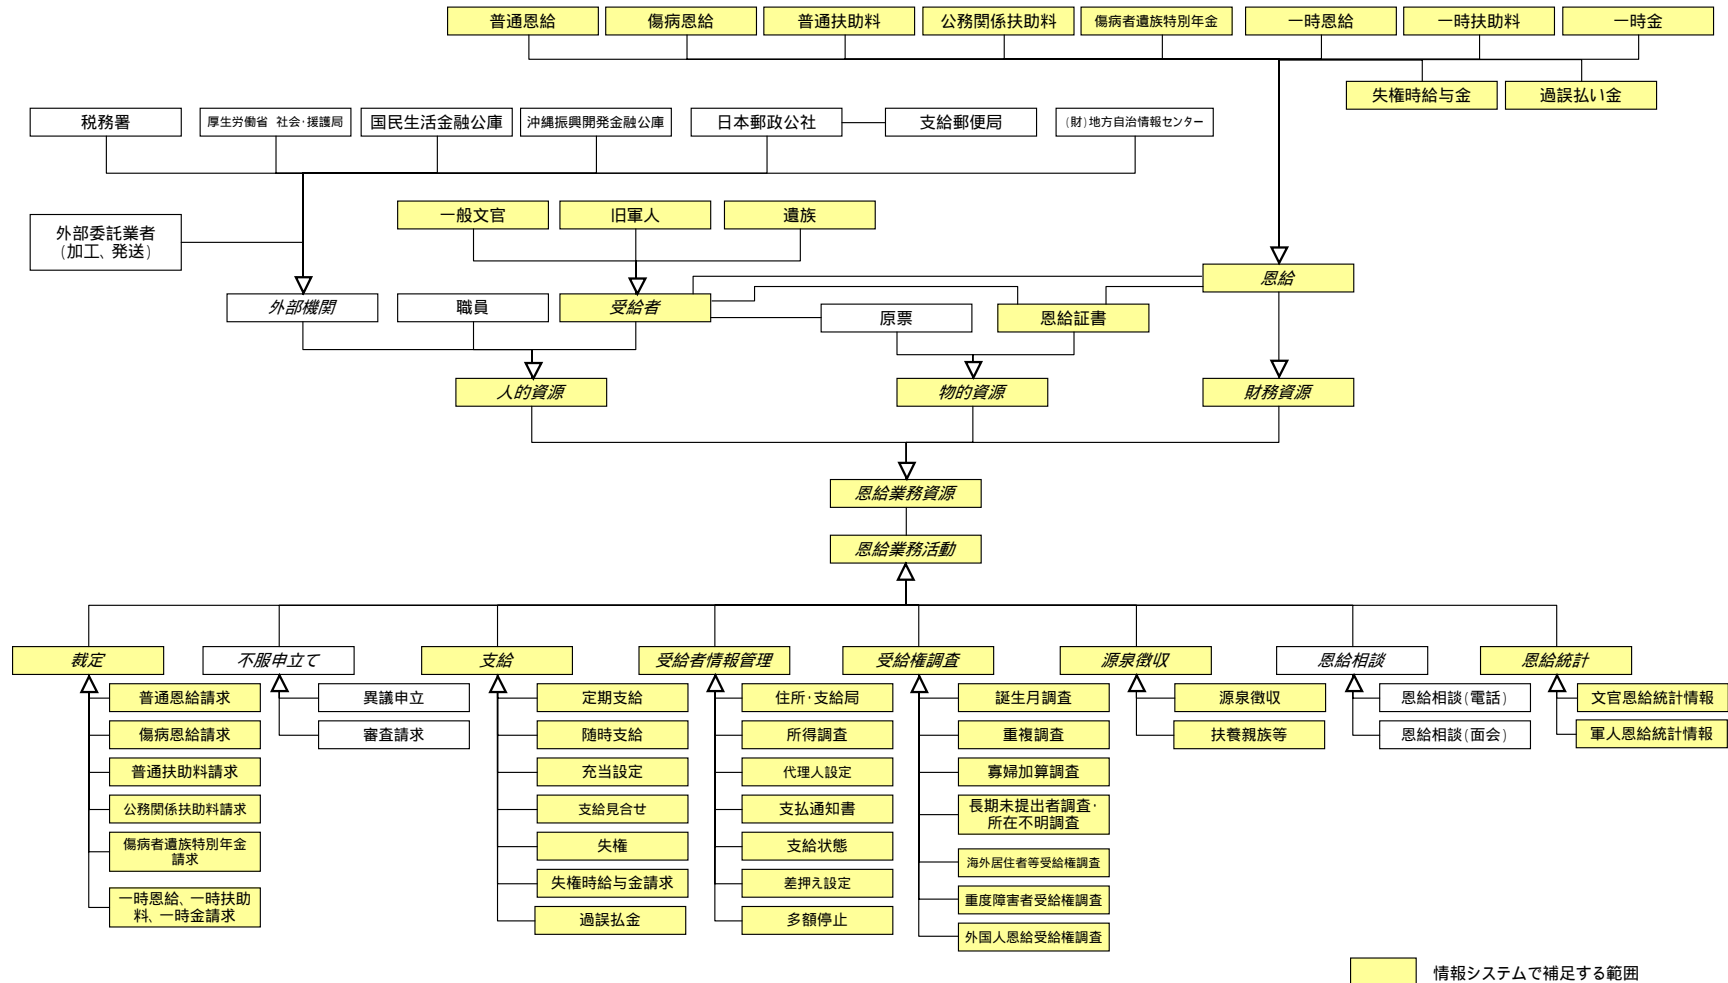 普通恩給
傷病恩給
普通扶助料
公務関係扶助料
傷病者遺族特別年金
一時恩給
一時扶助料
一時金
失権時給与金
過誤払い金
税務署
厚生労働省 社会・援護局
国民生活金融公庫
沖縄振興開発金融公庫
日本郵政公社
支給郵便局
(財)地方自治情報センター
外部委託業者
(加工、発送)
一般文官
旧軍人
遺族
恩給
外部機関
職員
受給者
原票
恩給証書
人的資源
物的資源
財務資源
恩給業務資源
恩給業務活動
裁定
不服申立て
支給
受給者情報管理
受給権調査
源泉徴収
恩給相談
恩給統計
普通恩給請求
傷病恩給請求
普通扶助料請求
公務関係扶助料請求
傷病者遺族特別年金
請求
一時恩給、一時扶助
料、一時金請求
異議申立
審査請求
定期支給
随時支給
充当設定
支給見合せ
失権
失権時給与金請求
過誤払金
住所・支給局
所得調査
代理人設定
支払通知書
支給状態
差押え設定
多額停止
誕生月調査
重複調査
寡婦加算調査
長期未提出者調査・
所在不明調査
海外居住者等受給権調査
重度障害者受給権調査
外国人恩給受給権調査
源泉徴収
扶養親族等
恩給相談(電話)
恩給相談(面会)
文官恩給統計情報
軍人恩給統計情報
情報システムで補足する範囲